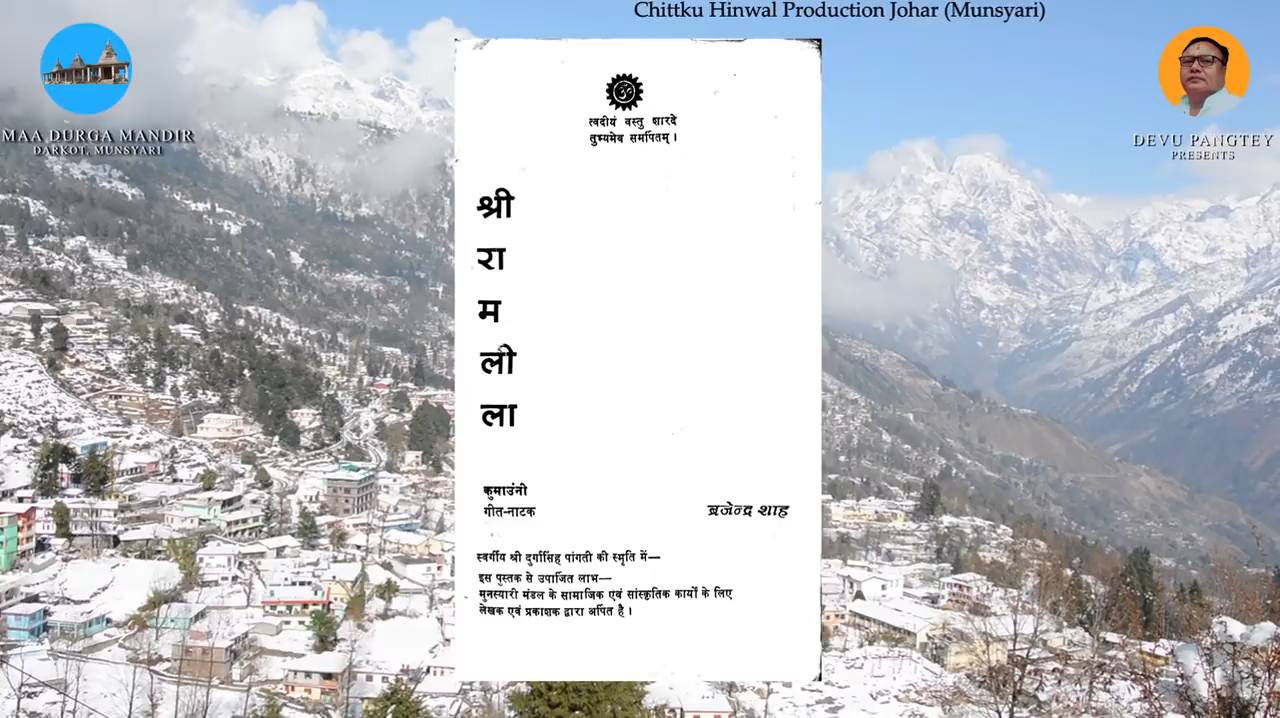 Chittku Hinwal Production Johar (Munsyari)
MAA DURGA MANDIR
DARKOT, MUNSYARI
DEVU PANGTEY
PRESENTS
ॐ
त्वदीयं वस्तु शारदे
तुभ्यमेव समर्पितम् ।
श्री
रा
म
ली
ला
कुमाउंनी
गीत-नाटक
ब्रजेन्द्र शाह
स्वर्गीय श्री दुर्गासिंह पांगती की स्मृति में—
इस पुस्तक से उपार्जित लाभ—
मुनस्यारी मंडल के सामाजिक एवं सांस्कृतिक कार्यों के लिए
लेखक एवं प्रकाशक द्वारा अर्पित है ।